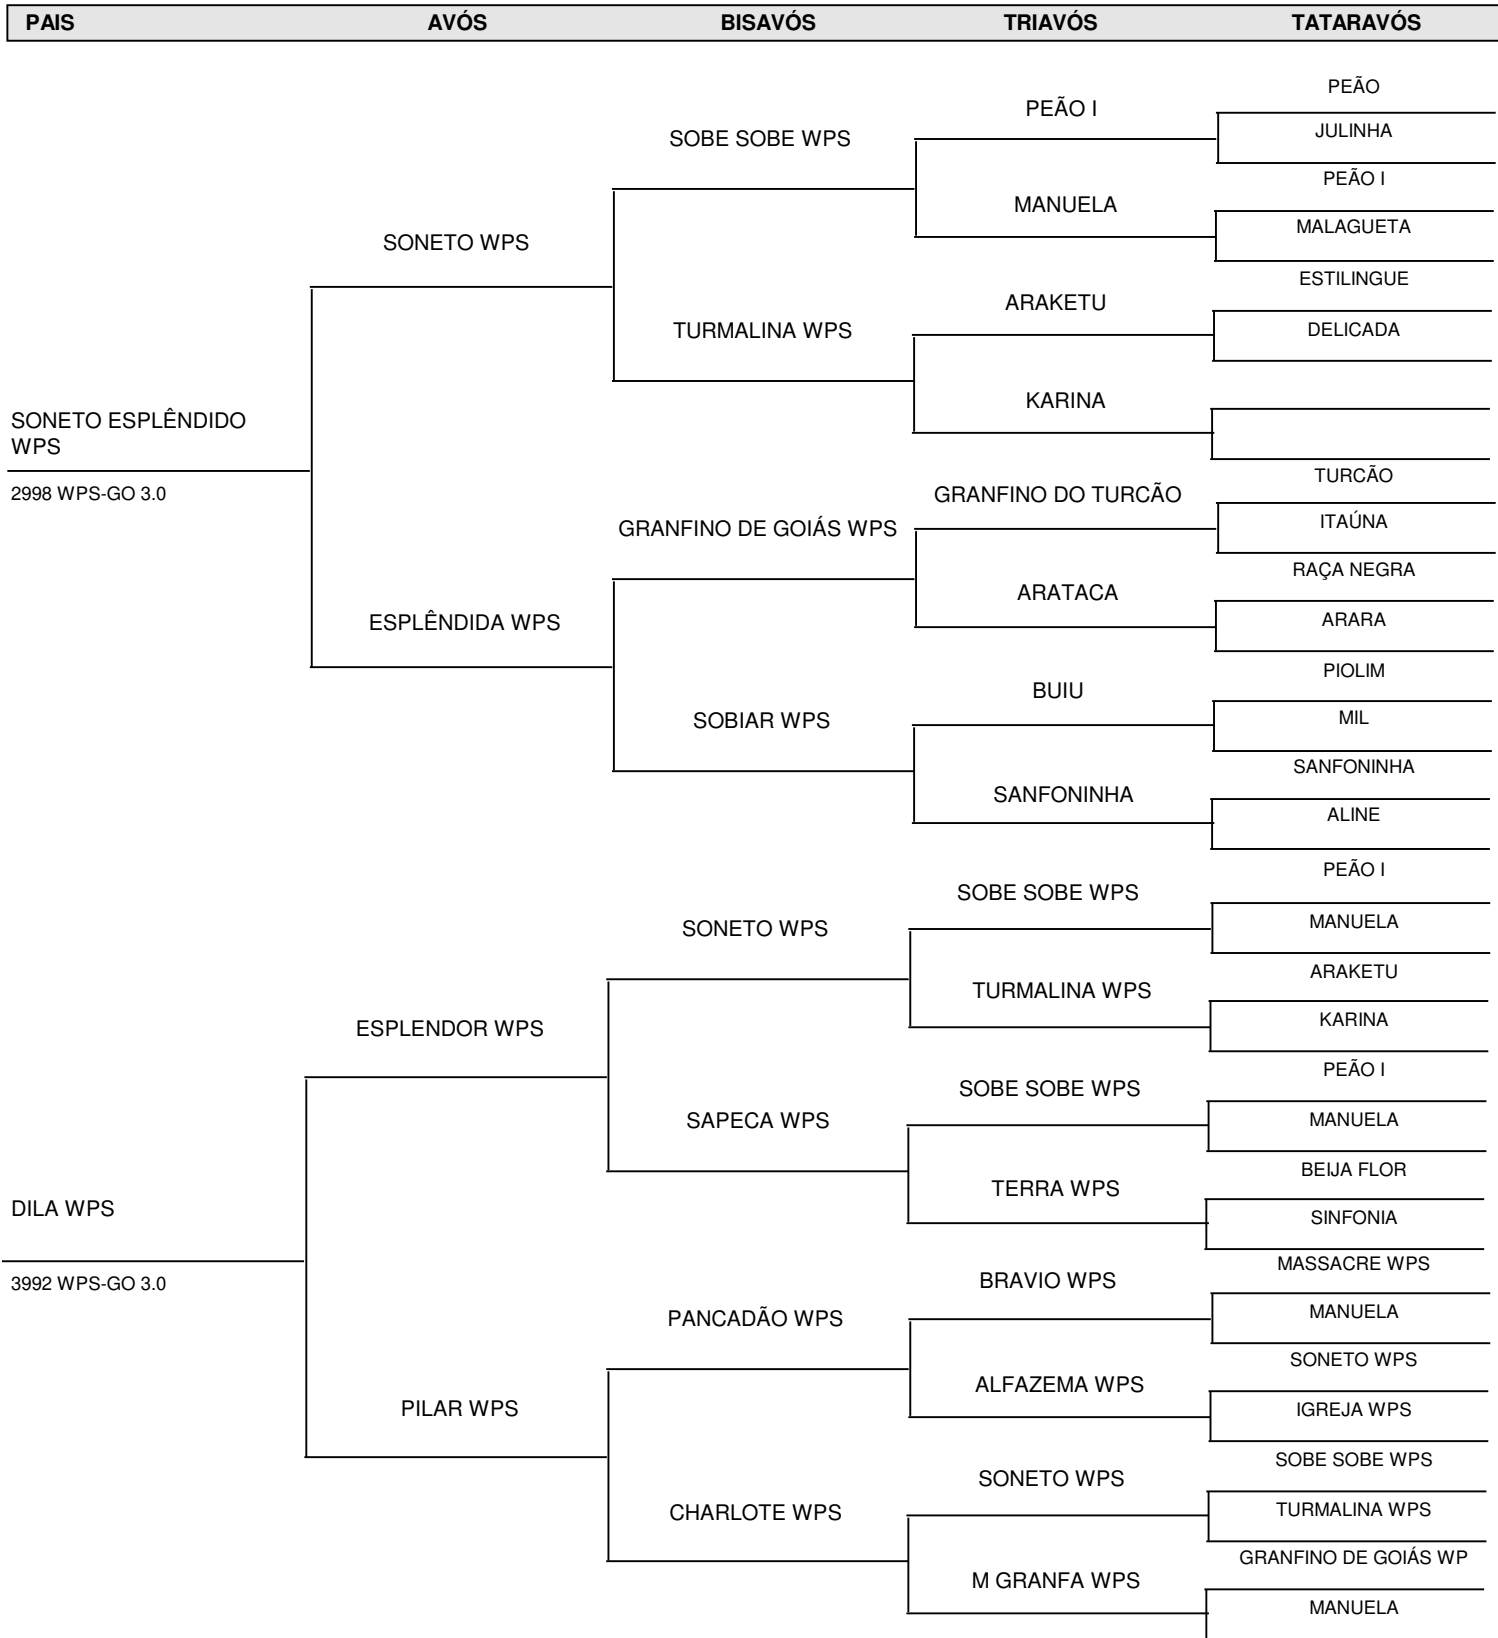 PAIS AVÓS BISAVÓS TRIAVÓS TATARAVÓS
PEÃO
PEÃO I
JULINHA
SOBE SOBE WPS
PEÃO I
MANUELA
MALAGUETA
SONETO WPS
ESTILINGUE
ARAKETU
DELICADA
TURMALINA WPS
KARINA
SONETO ESPLÊNDIDO
WPS
TURCÃO
2998 WPS-GO 3.0
GRANFINO DO TURCÃO
ITAÚNA
GRANFINO DE GOIÁS WPS
RAÇA NEGRA
ARATACA
ARARA
ESPLÊNDIDA WPS
PIOLIM
BUIU
MIL
SOBIAR WPS
SANFONINHA
SANFONINHA
ALINE
PEÃO I
SOBE SOBE WPS
MANUELA
SONETO WPS
ARAKETU
TURMALINA WPS
KARINA
ESPLENDOR WPS
PEÃO I
SOBE SOBE WPS
MANUELA
SAPECA WPS
BEIJA FLOR
TERRA WPS
DILA WPS
SINFONIA
MASSACRE WPS
3992 WPS-GO 3.0
BRAVIO WPS
MANUELA
PANCADÃO WPS
SONETO WPS
ALFAZEMA WPS
PILAR WPS
IGREJA WPS
SOBE SOBE WPS
SONETO WPS
TURMALINA WPS
CHARLOTE WPS
GRANFINO DE GOIÁS WP
M GRANFA WPS
MANUELA